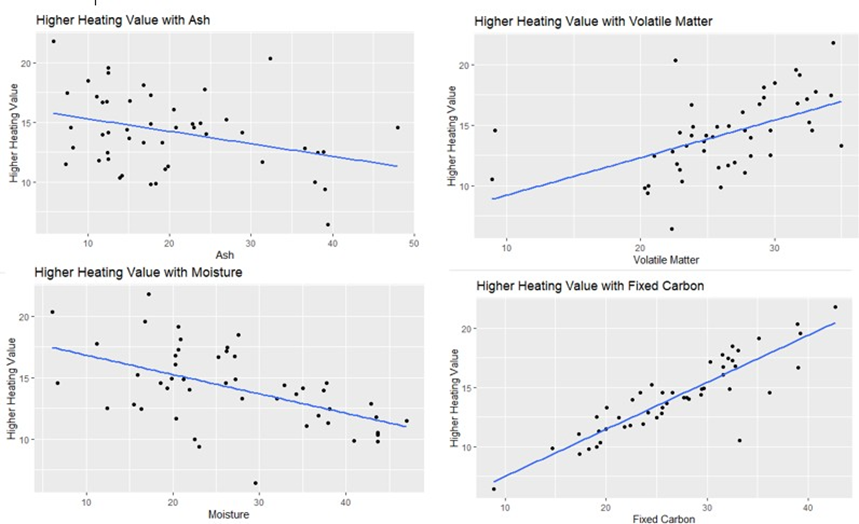 Higher Heating Value with Ash
Higher Heating Value
20
15
10
10
20
30
40
50
Ash
Higher Heating Value with Volatile Matter
Higher Heating Value
20
15
10
10
20
30
Volatile Matter
Higher Heating Value with Moisture
Higher Heating Value
20
15
10
10
20
30
40
Moisture
Higher Heating Value with Fixed Carbon
Higher Heating Value
20
15
10
10
20
30
40
Fixed Carbon